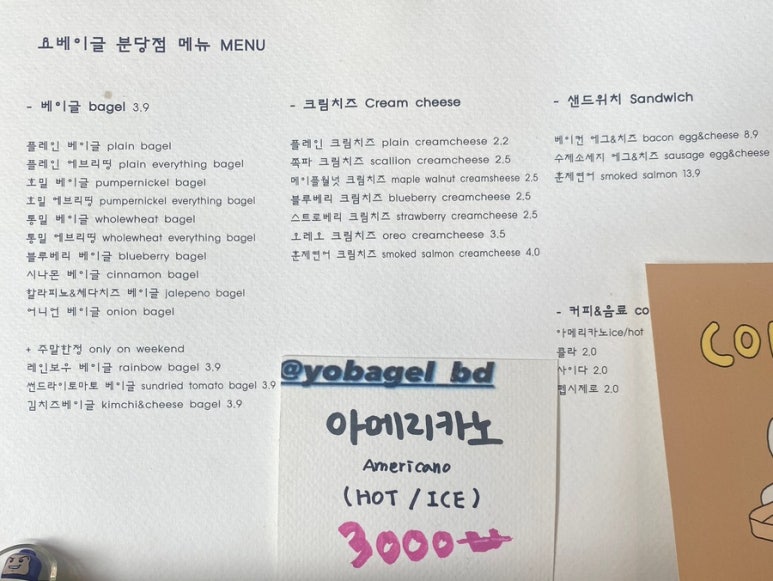 요베이글 분당점 메뉴 MENU
- 베이글 bagel 3.9
플레인 베이글 plain bagel
플레인 에브리띵 plain everything bagel
호밀 베이글 pumpernickel bagel
호밀 에브리띵 pumpernickel everything bagel
통밀 베이글 wholewheat bagel
통밀 에브리띵 wholewheat everything bagel
블루베리 베이글 blueberry bagel
시나몬 베이글 cinnamon bagel
할라피뇨&체다치즈 베이글 jalepeno bagel
어니언 베이글 onion bagel
+ 주말한정 only on weekend
레인보우 베이글 rainbow bagel 3.9
썬드라이토마토 베이글 sundried tomato bagel 3.9
김치즈베이글 kimchi&cheese bagel 3.9
- 크림치즈 Cream cheese
플레인 크림치즈 plain creamcheese 2.2
쪽파 크림치즈 scallion creamcheese 2.5
메이플월넛 크림치즈 maple walnut creamsheese 2.5
블루베리 크림치즈 blueberry creamcheese 2.5
스트로베리 크림치즈 strawberry creamcheese 2.5
오레오 크림치즈 oreo creamcheese 3.5
훈제연어 크림치즈 smoked salmon creamcheese 4.0
- 샌드위치 Sandwich
베이컨 에그&치즈 bacon egg&cheese 8.9
수제소세지 에그&치즈 sausage egg&cheese
훈제연어 smoked salmon 13.9
- 커피&음료 co
아메리카노ice/hot
콜라 2.0
사이다 2.0
펩시제로 2.0
@yobagel_bd
아메리카노
Americano
(HOT / ICE)
3000₩